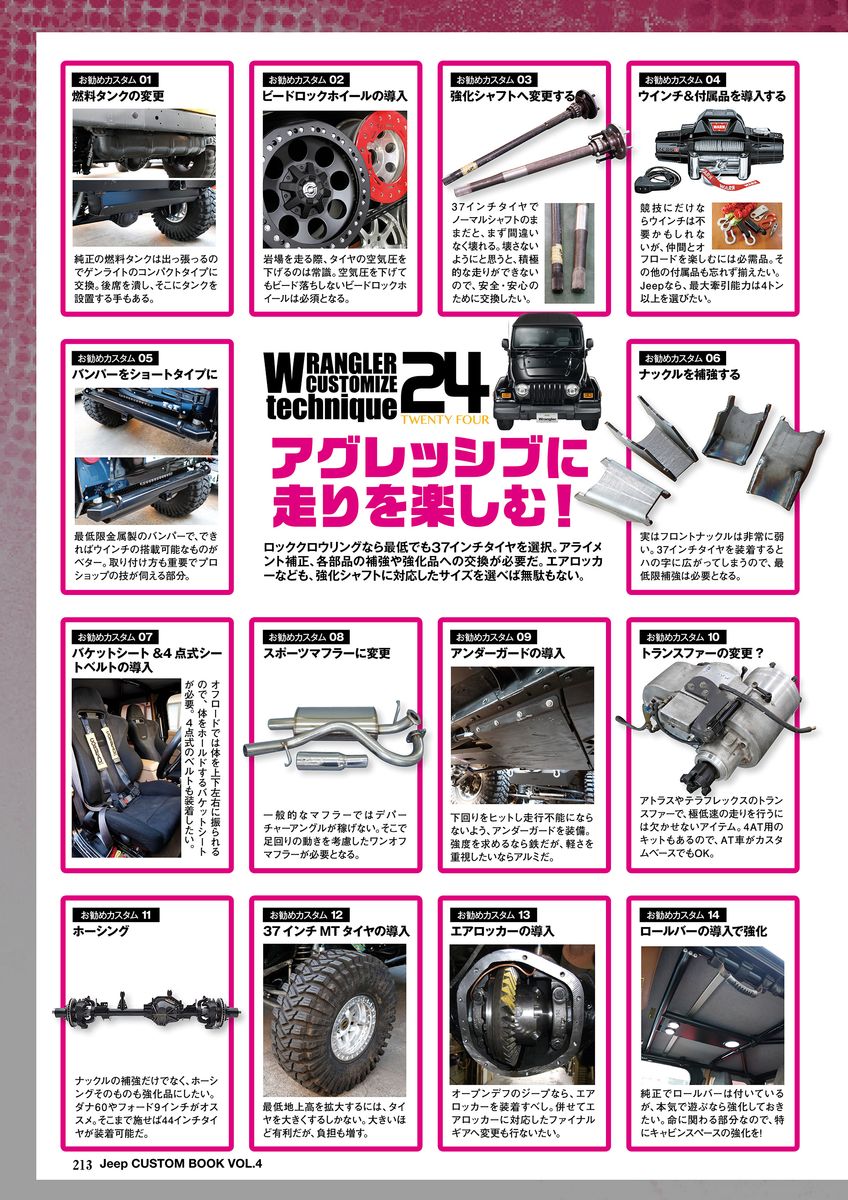 お勧めカスタム 01
燃料タンクの変更
純正の燃料タンクは出っ張っるの
でゲンライトのコンパクトタイプに
交換。後席を潰し、そこにタンクを
設置する手もある。
お勧めカスタム 02
ビードロックホイールの導入
岩場を走る際、タイヤの空気圧を
下げるのは常識。空気圧を下げて
もビード落ちしないビードロックホ
イールは必須となる。
お勧めカスタム 03
強化シャフトへ変更する
37インチタイヤで
ノーマルシャフトのま
まだと、まず間違い
なく壊れる。壊さない
ようにと思うと、積極
的な走りができない
ので、安全・安心の
ために交換したい。
お勧めカスタム 04
ウインチ&付属品を導入する
WARN
競技にだけな
らウインチは不
要かもしれな
いが、仲間とオ
フロードを楽しむには必需品。そ
の他の付属品も忘れず揃えたい。
Jeepなら、最大牽引能力は4トン
以上を選びたい。
お勧めカスタム 05
バンパーをショートタイプに
最低限金属製のバンパーで、でき
ればウインチの搭載可能なものが
ベター。取り付け方も重要でプロ
ショップの技が伺える部分。
WRANGLER
CUSTOMIZE
technique
24
TWENTY FOUR
Wrangler
アグレッシブに
走りを楽しむ!
ロッククロウリングなら最低でも37インチタイヤを選択。アライメ
ント補正、各部品の補強や強化品への交換が必要だ。エアロッカ
ーなども、強化シャフトに対応したサイズを選べば無駄もない。
お勧めカスタム 06
ナックルを補強する
実はフロントナックルは非常に弱
い。37インチタイヤを装着すると
ハの字に広がってしまうので、最
低限補強は必要となる。
お勧めカスタム 07
バケットシート &4 点式シー
トベルトの導入
オフロードでは体を上下左右に振られる
ので、体をホールドするバケットシート
が必要。4点式のベルトも装着したい。
お勧めカスタム 08
スポーツマフラーに変更
一般的なマフラーではデパー
チャーアングルが稼げない。そこで
足回りの動きを考慮したワンオフ
マフラーが必要となる。
お勧めカスタム 09
アンダーガードの導入
下回りをヒットし走行不能になら
ないよう、アンダーガードを装備。
強度を求めるなら鉄だが、軽さを
重視したいならアルミだ。
お勧めカスタム 10
トランスファーの変更?
アトラスやテラフレックスのトラン
スファーで、極低速の走りを行うに
は欠かせないアイテム。4AT用の
キットもあるので、AT車がカスタ
ムベースでもOK。
お勧めカスタム 11
ホーシング
ナックルの補強だけでなく、ホーシ
ングそのものも強化品にしたい。
ダナ60やフォード9インチがオス
スメ。そこまで施せば44インチタイ
ヤが装着可能だ。
お勧めカスタム 12
37 インチ MT タイヤの導入
最低地上高を拡大するには、タイ
ヤを大きくするしかない。大きいほ
ど有利だが、負担も増す。
お勧めカスタム 13
エアロッカーの導入
オープンデフのジープなら、エア
ロッカーを装着すべし。併せてエ
アロッカーに対応したファイナル
ギアへ変更も行ないたい。
お勧めカスタム 14
ロールバーの導入で強化
純正でロールバーは付いている
が、本気で遊ぶなら強化しておき
たい。命に関わる部分なので、特
にキャビンスペースの強化を!
213 Jeep CUSTOM BOOK VOL.4